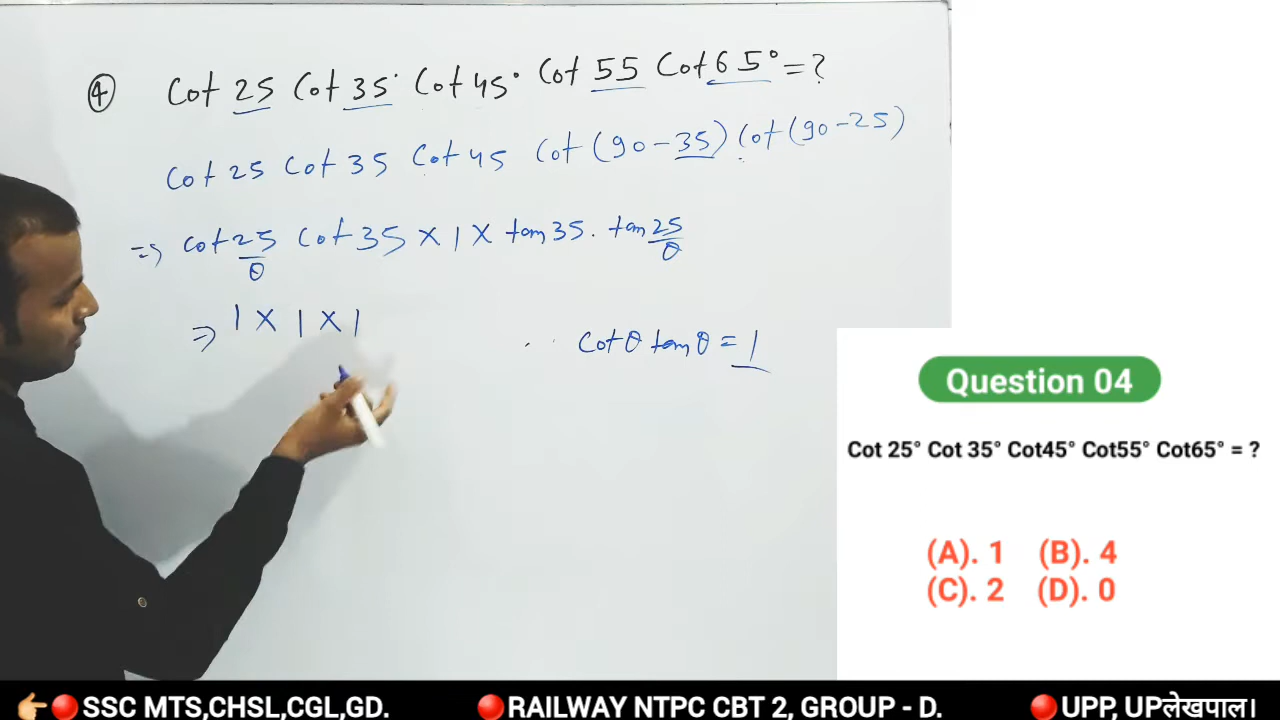 ④ Cot 25 Cot 35° Cot 45° Cot 55 Cot 65° = ?
Cot 25 Cot 35 Cot 45 Cot (90 - 35) Cot (90 - 25)
=> Cot 25 Cot 35 × 1 × tan 35 . tan 25
θ θ
=> 1 × 1 × 1
Cot θ tan θ = 1
Question 04
Cot 25° Cot 35° Cot45° Cot55° Cot65° = ?
(A). 1 (B). 4
(C). 2 (D). 0
👉🔴 SSC MTS,CHSL,CGL,GD. 🔴RAILWAY NTPC CBT 2, GROUP - D. 🔴UPP, UPलेखपाल।